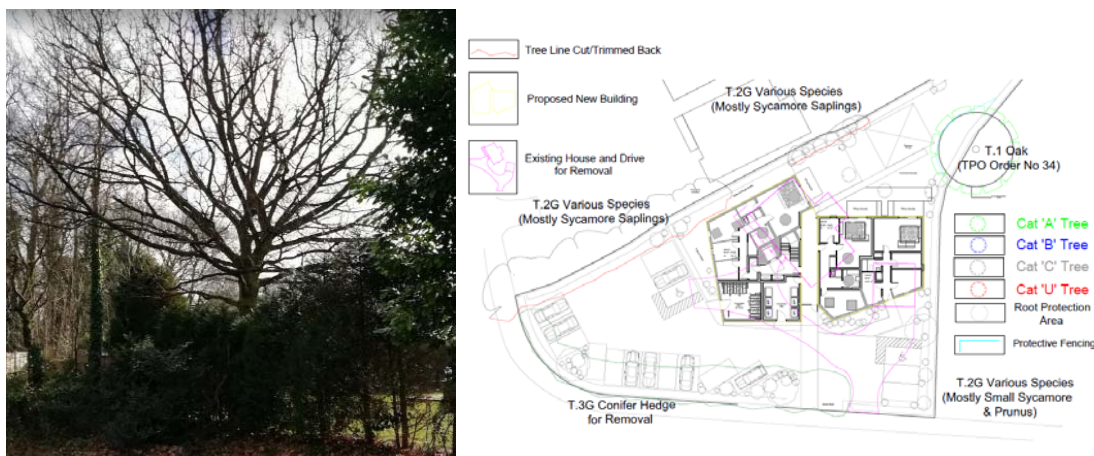 Tree Line Cut/Trimmed Back
Proposed New Building
Existing House and Drive
for Removal
T.2G Various Species
(Mostly Sycamore Saplings)
T.1 Oak
(TPO Order No 34)
T.2G Various Species
(Mostly Sycamore Saplings)
Cat 'A' Tree
Cat 'B' Tree
Cat 'C' Tree
Cat 'U' Tree
Root Protection
Area
Protective Fencing
T.2G Various Species
(Mostly Small Sycamore
& Prunus)
T.3G Conifer Hedge
for Removal